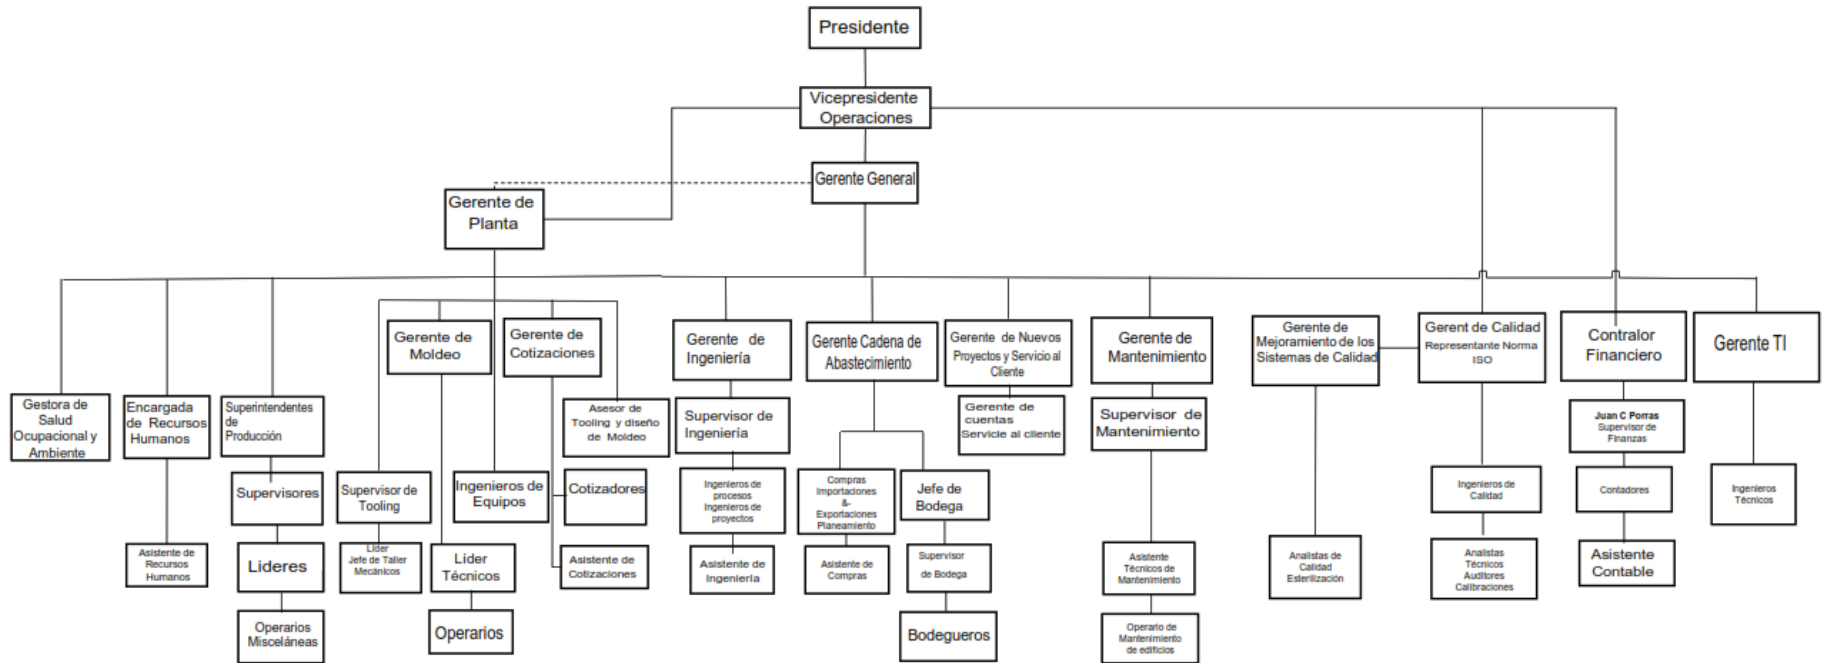 Presidente
Vicepresidente
Operaciones
Gerente General
Gerente de
Planta
Gerente de
Moldeo
Gerente de
Cotizaciones
Gerente de
Ingeniería
Gerente Cadena de
Abastecimiento
Gerente de Nuevos
Proyectos y Servicio al
Cliente
Gerente de
Mantenimiento
Gerente de
Mejoramiento de los
Sistemas de Calidad
Gerent de Calidad
Representante Norma
ISO
Contralor
Financiero
Gerente TI
Gestora de
Salud
Ocupacional y
Ambiente
Encargada
de Recursos
Humanos
Superintendentes
de
Producción
Asesor de
Tooling y diseño
de Moldeo
Supervisor de
Ingeniería
Gerente de
cuentas
Servicie al cliente
Supervisor de
Mantenimiento
Juan C Porras
Supervisor de
Finanzas
Supervisores
Supervisor de
Tooling
Ingenieros de
Equipos
Cotizadores
Ingenieros de
procesos
Ingenieros de
proyectos
Compras
Importaciones
&-
Exportaciones
Planeamiento
Jefe de
Bodega
Ingenieros de
Calidad
Contadores
Ingenieros
Técnicos
Asistente de
Recursos
Humanos
Lideres
Líder
Jefe de Taller
Mecánicos
Líder
Técnicos
Asistente de
Cotizaciones
Asistente de
Ingeniería
Asistente de
Compras
Supervisor
de Bodega
Asistente
Técnicos de
Mantenimiento
Analistas de
Calidad
Esterilización
Analistas
Técnicos
Auditores
Calibraciones
Asistente
Contable
Operarios
Misceláneas
Operarios
Bodegueros
Operario de
Mantenimiento
de edificios